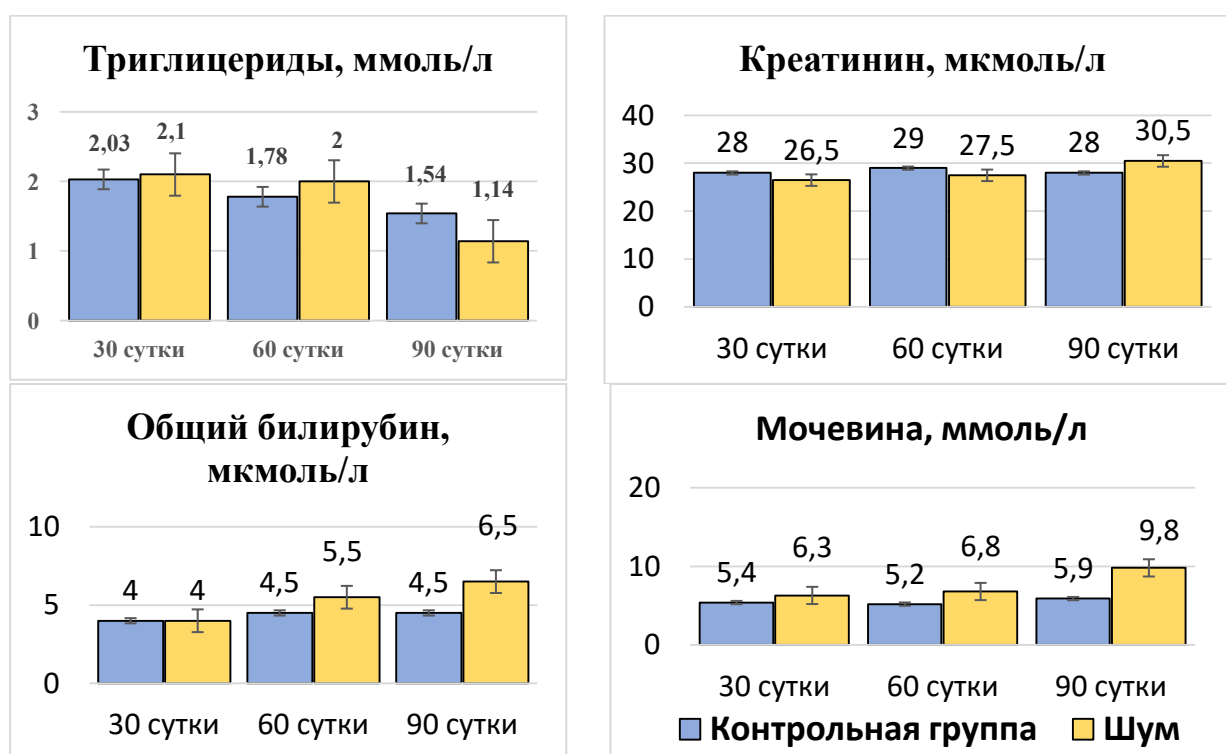 Триглицериды, ммоль/л
3
2
1
0
2,03
2,1
1,78
2
1,54
1,14
30 сутки
60 сутки
90 сутки
Креатинин, мкмоль/л
40
30
20
10
0
28
26,5
29
27,5
28
30,5
30 сутки
60 сутки
90 сутки
Общий билирубин,
мкмоль/л
10
5
0
4
4
4,5
5,5
4,5
6,5
30 сутки
60 сутки
90 сутки
Мочевина, ммоль/л
20
10
0
5,4
6,3
5,2
6,8
5,9
9,8
30 сутки
60 сутки
90 сутки
Контрольная группа
Шум